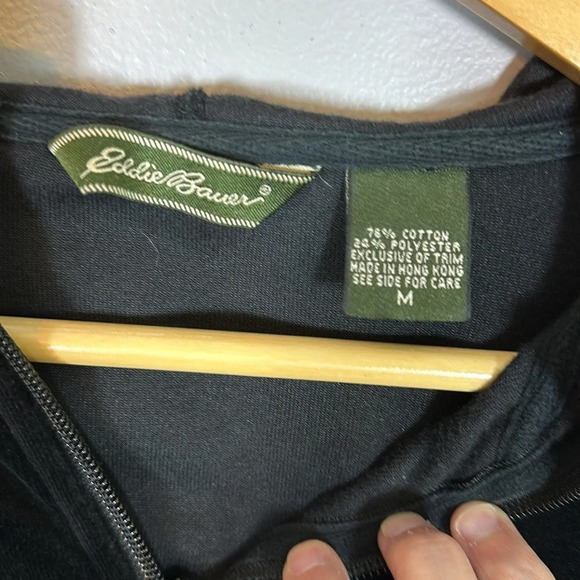 Eddie Bauer®
76% COTTON
24% POLYESTER
EXCLUSIVE OF TRIM
MADE IN HONG KONG
SEE SIDE FOR CARE
M